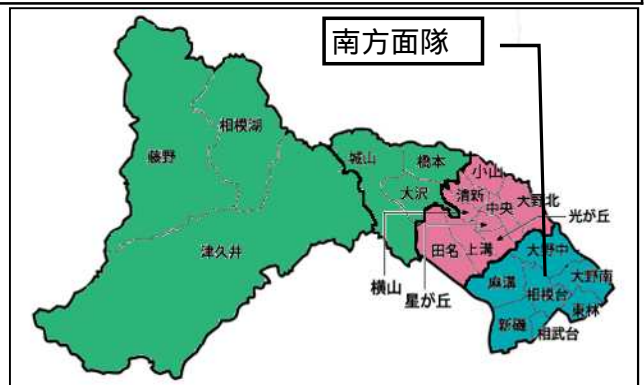 南方面隊
相模湖
藤野
津久井
城山
橋本
大沢
小山
清新
中央
大野北
光が丘
田名
上溝
横山
星が丘
大野中
麻溝
大野南
相模台
東林
新磯
相武台